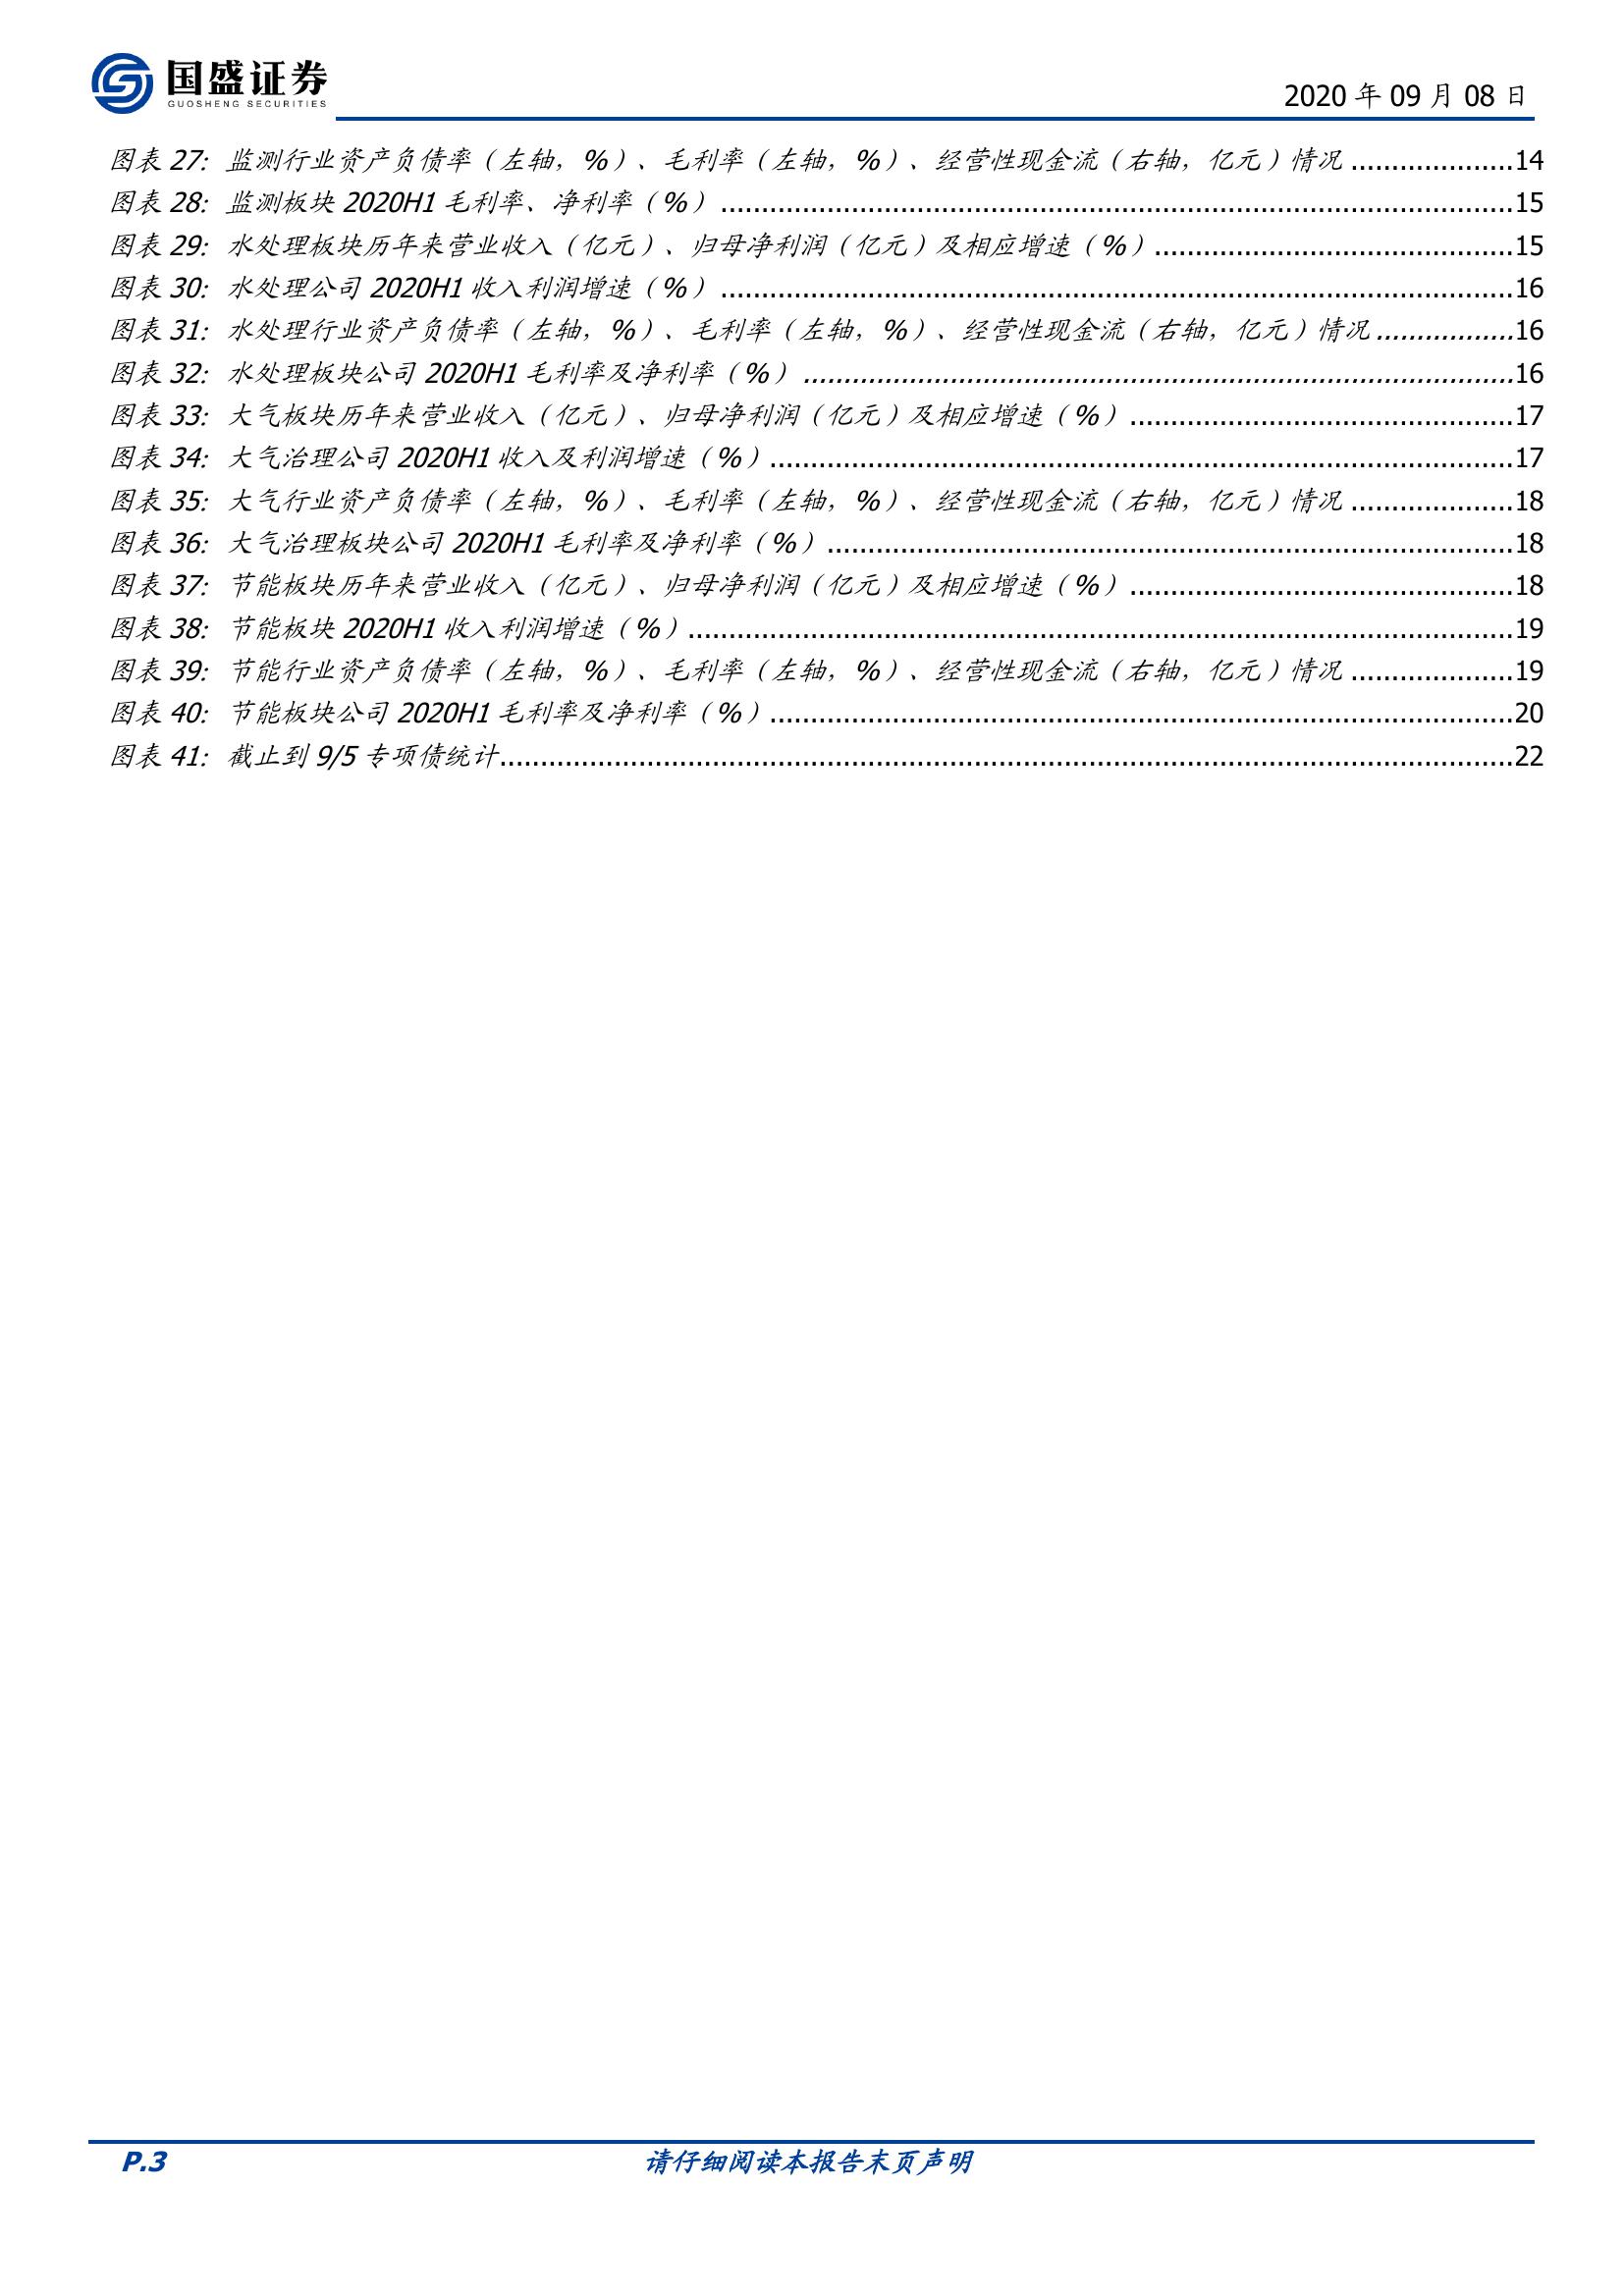 国盛证券
GUOSHENG SECURITIES
2020 年 09 月 08 日
图表 27: 监测行业资产负债率（左轴，%）、毛利率（左轴，%）、经营性现金流（右轴，亿元）情况 ....................14
图表 28: 监测板块 2020H1 毛利率、净利率（%） ....................15
图表 29: 水处理板块历年来营业收入（亿元）、归母净利润（亿元）及相应增速（%） ....................15
图表 30: 水处理公司 2020H1 收入利润增速（%） ....................16
图表 31: 水处理行业资产负债率（左轴，%）、毛利率（左轴，%）、经营性现金流（右轴，亿元）情况 .................16
图表 32: 水处理板块公司 2020H1 毛利率及净利率（%） ....................16
图表 33: 大气板块历年来营业收入（亿元）、归母净利润（亿元）及相应增速（%） ....................17
图表 34: 大气治理公司 2020H1 收入及利润增速（%） ....................17
图表 35: 大气行业资产负债率（左轴，%）、毛利率（左轴，%）、经营性现金流（右轴，亿元）情况 ....................18
图表 36: 大气治理板块公司 2020H1 毛利率及净利率（%） ....................18
图表 37: 节能板块历年来营业收入（亿元）、归母净利润（亿元）及相应增速（%） ....................18
图表 38: 节能板块 2020H1 收入利润增速（%） ....................19
图表 39: 节能行业资产负债率（左轴，%）、毛利率（左轴，%）、经营性现金流（右轴，亿元）情况 ....................19
图表 40: 节能板块公司 2020H1 毛利率及净利率（%） ....................20
图表 41: 截止到 9/5 专项债统计....................22
P.3
请仔细阅读本报告末页声明